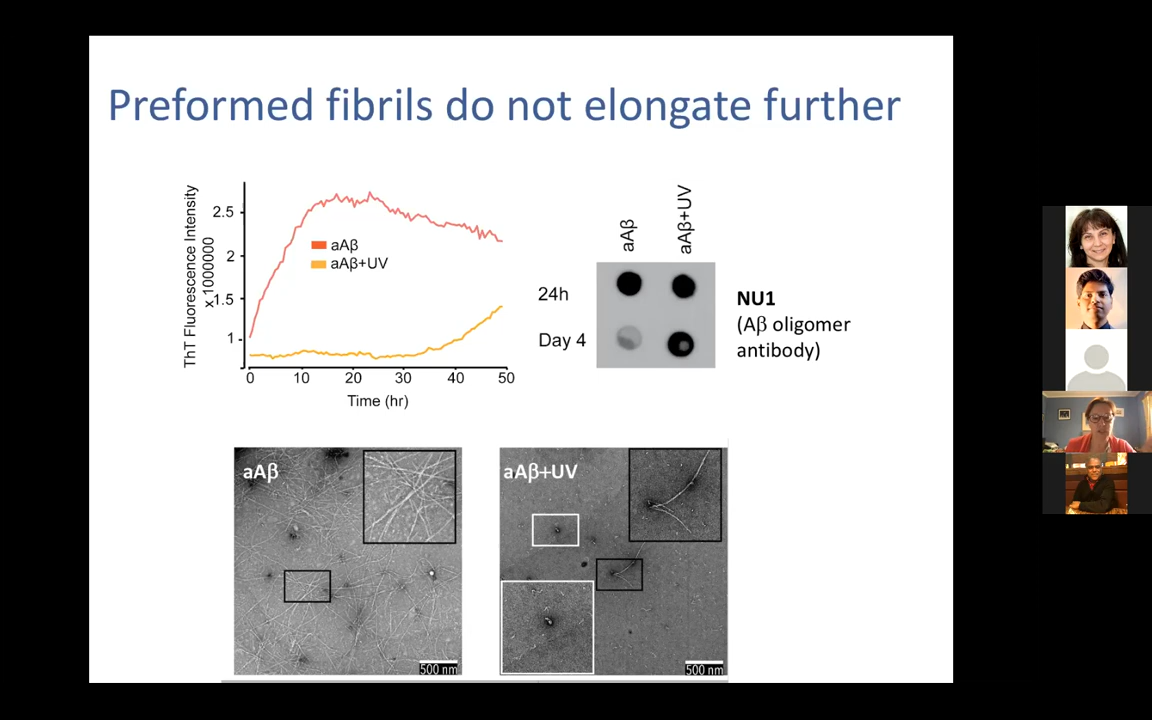 Preformed fibrils do not elongate further
ThT Fluorescence Intensity
x 1000000
2.5
2
1.5
1
0 10 20 30 40 50
Time (hr)
aAβ
aAβ+UV
aAβ
aAβ+UV
24h
Day 4
NU1
(Aβ oligomer
antibody)
aAβ
500 nm
aAβ+UV
500 nm